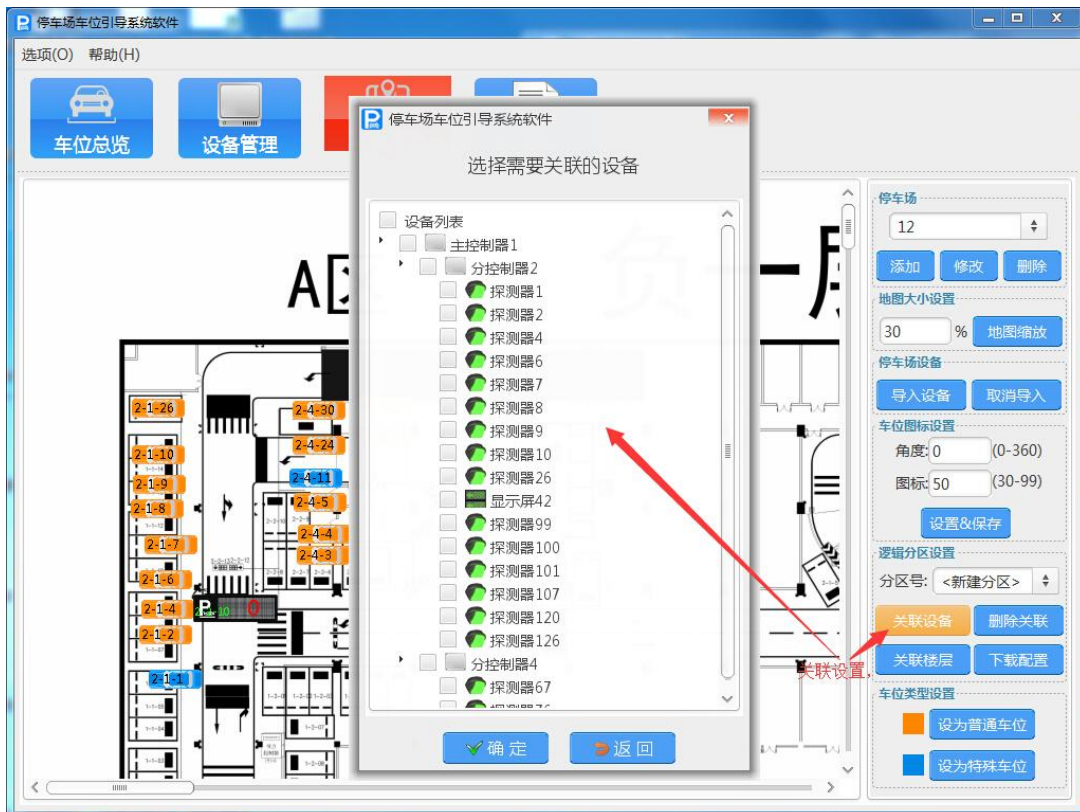 停车场车位引导系统软件
选项(O) 帮助(H)
车位总览
设备管理
停车场车位引导系统软件
选择需要关联的设备
设备列表
主控制器1
分控制器2
探测器1
探测器2
探测器4
探测器6
探测器7
探测器8
探测器9
探测器10
探测器26
显示屏42
探测器99
探测器100
探测器101
探测器107
探测器120
探测器126
分控制器4
探测器67
确定
返回
A区
负一层
2-1-26
2-1-10
2-1-9
2-1-8
2-1-7
2-1-6
2-1-4
2-1-2
2-1-1
2-4-30
2-4-24
2-4-11
2-4-5
2-4-4
2-4-3
P
0
停车场
12
添加
修改
删除
地图大小设置
30 % 地图缩放
停车场设备
导入设备
取消导入
车位图标设置
角度: 0 (0-360)
图标: 50 (30-99)
设置&保存
逻辑分区设置
分区号: <新建分区>
关联设备
删除关联
关联楼层
下载配置
关联设置,
车位类型设置
设为普通车位
设为特殊车位